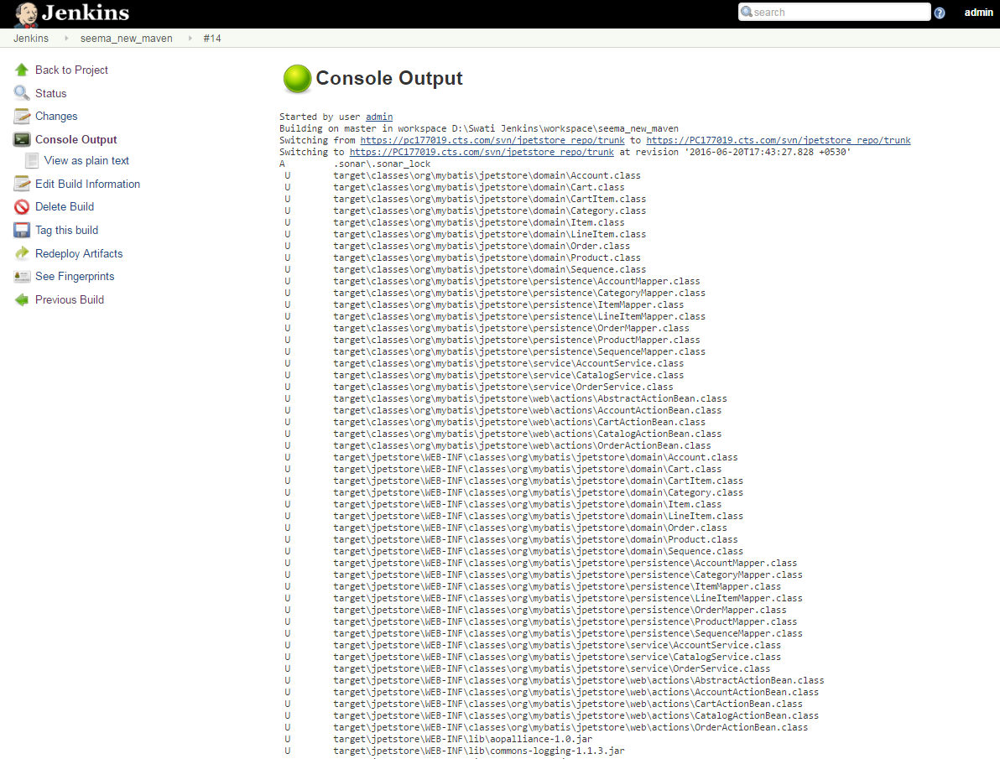 Jenkins
search
admin
Jenkins seema_new_maven #14
Back to Project
Status
Changes
Console Output
View as plain text
Edit Build Information
Delete Build
Tag this build
Redeploy Artifacts
See Fingerprints
Previous Build
Console Output
Started by user admin
Building on master in workspace D:\Swati Jenkins\workspace\seema_new_maven
Switching from https://pc177019.cts.com/svn/jpetstore_repo/trunk to https://PC177019.cts.com/svn/jpetstore_repo/trunk
Switching to https://PC177019.cts.com/svn/jpetstore_repo/trunk at revision '2016-06-20T17:43:27.828 +0530'
A .sonar\.sonar_lock
U target\classes\org\mybatis\jpetstore\domain\Account.class
U target\classes\org\mybatis\jpetstore\domain\Cart.class
U target\classes\org\mybatis\jpetstore\domain\CartItem.class
U target\classes\org\mybatis\jpetstore\domain\Category.class
U target\classes\org\mybatis\jpetstore\domain\Item.class
U target\classes\org\mybatis\jpetstore\domain\LineItem.class
U target\classes\org\mybatis\jpetstore\domain\Order.class
U target\classes\org\mybatis\jpetstore\domain\Product.class
U target\classes\org\mybatis\jpetstore\domain\Sequence.class
U target\classes\org\mybatis\jpetstore\persistence\AccountMapper.class
U target\classes\org\mybatis\jpetstore\persistence\CategoryMapper.class
U target\classes\org\mybatis\jpetstore\persistence\ItemMapper.class
U target\classes\org\mybatis\jpetstore\persistence\LineItemMapper.class
U target\classes\org\mybatis\jpetstore\persistence\OrderMapper.class
U target\classes\org\mybatis\jpetstore\persistence\ProductMapper.class
U target\classes\org\mybatis\jpetstore\persistence\SequenceMapper.class
U target\classes\org\mybatis\jpetstore\service\AccountService.class
U target\classes\org\mybatis\jpetstore\service\CatalogService.class
U target\classes\org\mybatis\jpetstore\service\OrderService.class
U target\classes\org\mybatis\jpetstore\web\actions\AbstractActionBean.class
U target\classes\org\mybatis\jpetstore\web\actions\AccountActionBean.class
U target\classes\org\mybatis\jpetstore\web\actions\CartActionBean.class
U target\classes\org\mybatis\jpetstore\web\actions\CatalogActionBean.class
U target\classes\org\mybatis\jpetstore\web\actions\OrderActionBean.class
U target\jpetstore\WEB-INF\classes\org\mybatis\jpetstore\domain\Account.class
U target\jpetstore\WEB-INF\classes\org\mybatis\jpetstore\domain\Cart.class
U target\jpetstore\WEB-INF\classes\org\mybatis\jpetstore\domain\CartItem.class
U target\jpetstore\WEB-INF\classes\org\mybatis\jpetstore\domain\Category.class
U target\jpetstore\WEB-INF\classes\org\mybatis\jpetstore\domain\Item.class
U target\jpetstore\WEB-INF\classes\org\mybatis\jpetstore\domain\LineItem.class
U target\jpetstore\WEB-INF\classes\org\mybatis\jpetstore\domain\Order.class
U target\jpetstore\WEB-INF\classes\org\mybatis\jpetstore\domain\Product.class
U target\jpetstore\WEB-INF\classes\org\mybatis\jpetstore\domain\Sequence.class
U target\jpetstore\WEB-INF\classes\org\mybatis\jpetstore\persistence\AccountMapper.class
U target\jpetstore\WEB-INF\classes\org\mybatis\jpetstore\persistence\CategoryMapper.class
U target\jpetstore\WEB-INF\classes\org\mybatis\jpetstore\persistence\ItemMapper.class
U target\jpetstore\WEB-INF\classes\org\mybatis\jpetstore\persistence\LineItemMapper.class
U target\jpetstore\WEB-INF\classes\org\mybatis\jpetstore\persistence\OrderMapper.class
U target\jpetstore\WEB-INF\classes\org\mybatis\jpetstore\persistence\ProductMapper.class
U target\jpetstore\WEB-INF\classes\org\mybatis\jpetstore\persistence\SequenceMapper.class
U target\jpetstore\WEB-INF\classes\org\mybatis\jpetstore\service\AccountService.class
U target\jpetstore\WEB-INF\classes\org\mybatis\jpetstore\service\CatalogService.class
U target\jpetstore\WEB-INF\classes\org\mybatis\jpetstore\service\OrderService.class
U target\jpetstore\WEB-INF\classes\org\mybatis\jpetstore\web\actions\AbstractActionBean.class
U target\jpetstore\WEB-INF\classes\org\mybatis\jpetstore\web\actions\AccountActionBean.class
U target\jpetstore\WEB-INF\classes\org\mybatis\jpetstore\web\actions\CartActionBean.class
U target\jpetstore\WEB-INF\classes\org\mybatis\jpetstore\web\actions\CatalogActionBean.class
U target\jpetstore\WEB-INF\classes\org\mybatis\jpetstore\web\actions\OrderActionBean.class
U target\jpetstore\WEB-INF\lib\aopalliance-1.0.jar
U target\jpetstore\WEB-INF\lib\commons-logging-1.1.3.jar